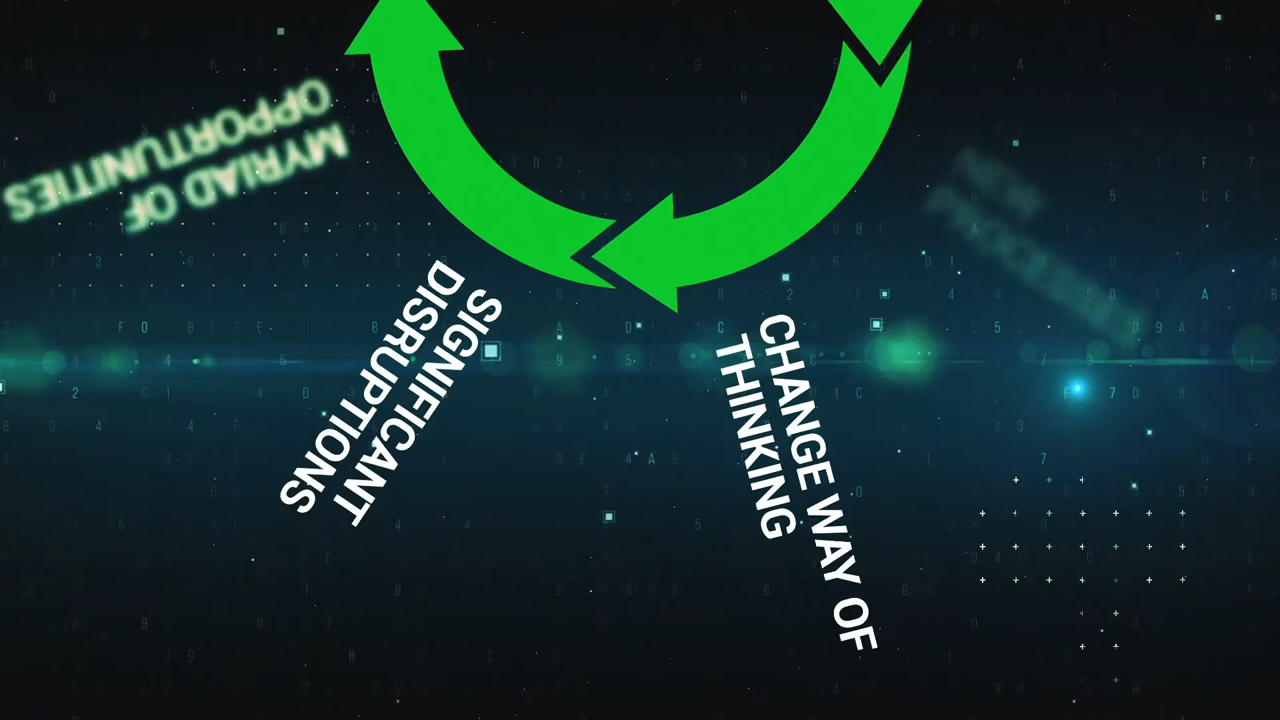 MYRIAD OF
OPPORTUNITIES
SIGNIFICANT
DISRUPTIONS
CHANGE WAY OF
THINKING